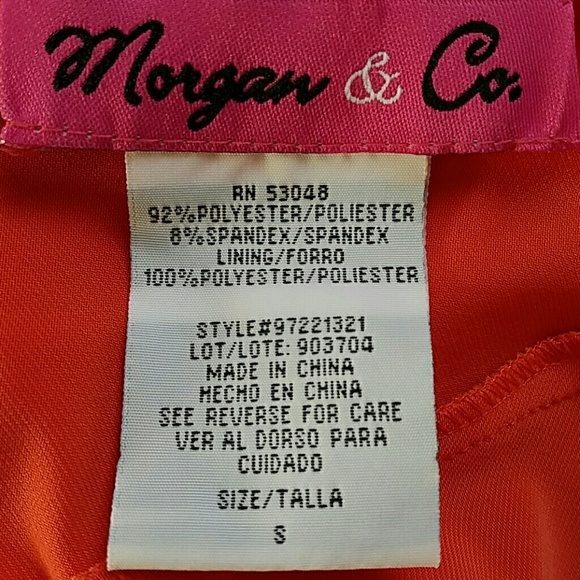 Morgan & Co.
RN 53048
92%POLYESTER/POLIESTER
8%SPANDEX/SPANDEX
LINING/FORRO
100%POLYESTER/POLIESTER
STYLE#97221321
LOT/LOTE: 903704
MADE IN CHINA
HECHO EN CHINA
SEE REVERSE FOR CARE
VER AL DORSO PARA
CUIDADO
SIZE/TALLA
S